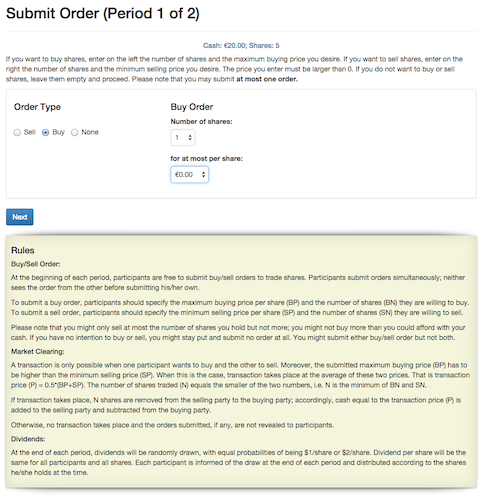 Submit Order (Period 1 of 2)
Cash: €20.00; Shares: 5
If you want to buy shares, enter on the left the number of shares and the maximum buying price you desire. If you want to sell shares, enter on the
right the number of shares and the minimum selling price you desire. The price you enter must be larger than 0. If you do not want to buy or sell
shares, leave them empty and proceed. Please note that you may submit at most one order.
Order Type
Sell Buy None
Buy Order
Number of shares:
1
for at most per share:
€0.00
Next
Rules
Buy/Sell Order:
At the beginning of each period, participants are free to submit buy/sell orders to trade shares. Participants submit orders simultaneously; neither
sees the order from the other before submitting his/her own.
To submit a buy order, participants should specify the maximum buying price per share (BP) and the number of shares (BN) they are willing to buy.
To submit a sell order, participants should specify the minimum selling price per share (SP) and the number of shares (SN) they are willing to sell.
Please note that you might only sell at most the number of shares you hold but not more; you might not buy more than you could afford with your
cash. If you have no intention to buy or sell, you might stay put and submit no order at all. You might submit either buy/sell order but not both.
Market Clearing:
A transaction is only possible when one participant wants to buy and the other to sell. Moreover, the submitted maximum buying price (BP) has to
be higher than the minimum selling price (SP). When this is the case, transaction takes place at the average of these two prices. That is transaction
price (P) = 0.5*(BP+SP). The number of shares traded (N) equals the smaller of the two numbers, i.e. N is the minimum of BN and SN.
If transaction takes place, N shares are removed from the selling party to the buying party; accordingly, cash equal to the transaction price (P) is
added to the selling party and subtracted from the buying party.
Otherwise, no transaction takes place and the orders submitted, if any, are not revealed to participants.
Dividends:
At the end of each period, dividends will be randomly drawn, with equal probabilities of being $1/share or $2/share. Dividend per share will be the
same for all participants and all shares. Each participant is informed of the draw at the end of each period and distributed according to the shares
he/she holds at the time.